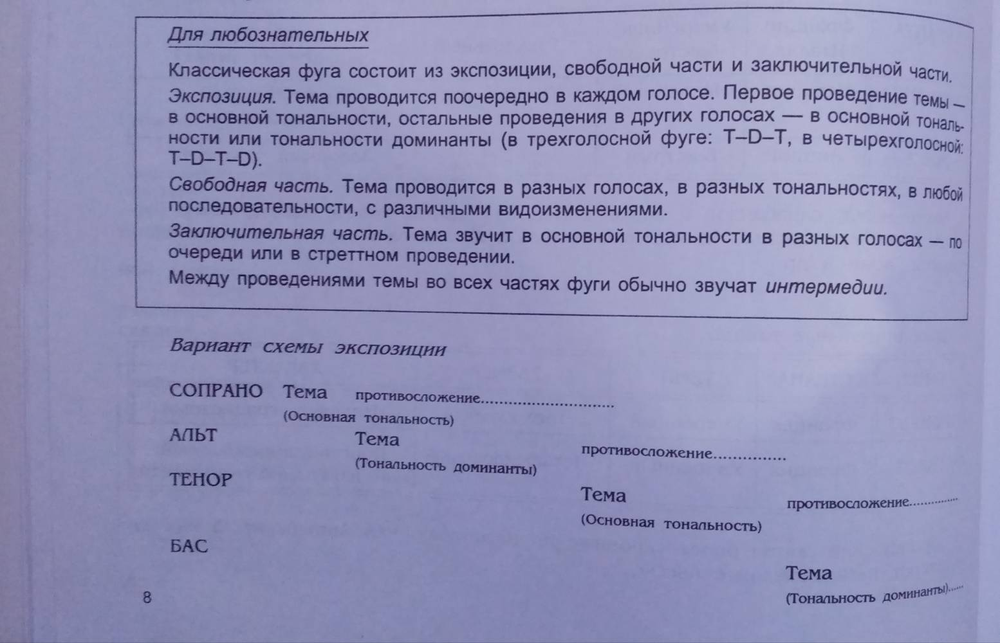 Для любознательных
Классическая фуга состоит из экспозиции, свободной части и заключительной части.
Экспозиция. Тема проводится поочередно в каждом голосе. Первое проведение темы —
в основной тональности, остальные проведения в других голосах — в основной тональ-
ности или тональности доминанты (в трехголосной фуге: T–D–T, в четырехголосной:
T–D–T–D).
Свободная часть. Тема проводится в разных голосах, в разных тональностях, в любой
последовательности, с различными видоизменениями.
Заключительная часть. Тема звучит в основной тональности в разных голосах — по
очереди или в стреттном проведении.
Между проведениями темы во всех частях фуги обычно звучат интермедии.
Вариант схемы экспозиции
СОПРАНО Тема противосложение.............................
(Основная тональность)
АЛЬТ Тема противосложение................
(Тональность доминанты)
ТЕНОР Тема противосложение...............
(Основная тональность)
БАС
Тема
(Тональность доминанты)......
8